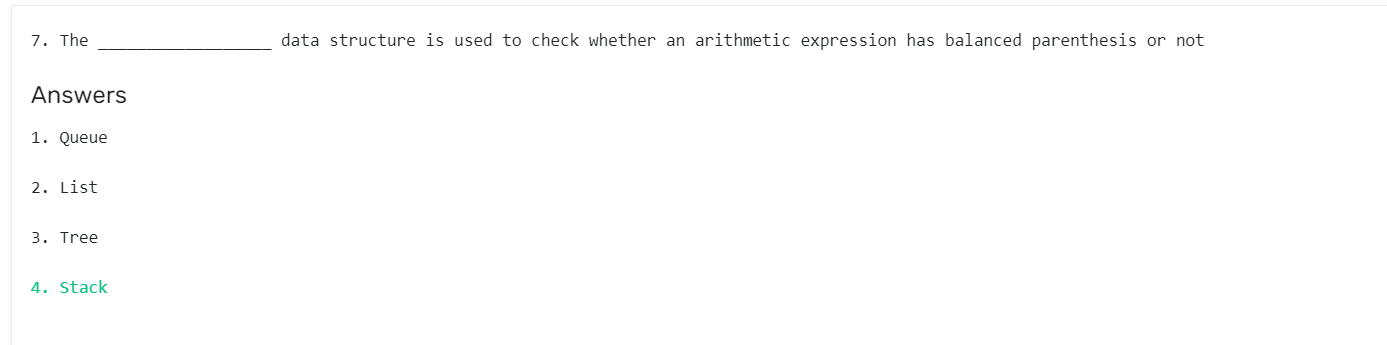 7. The __________________ data structure is used to check whether an arithmetic expression has balanced parenthesis or not
Answers
1. Queue
2. List
3. Tree
4. Stack